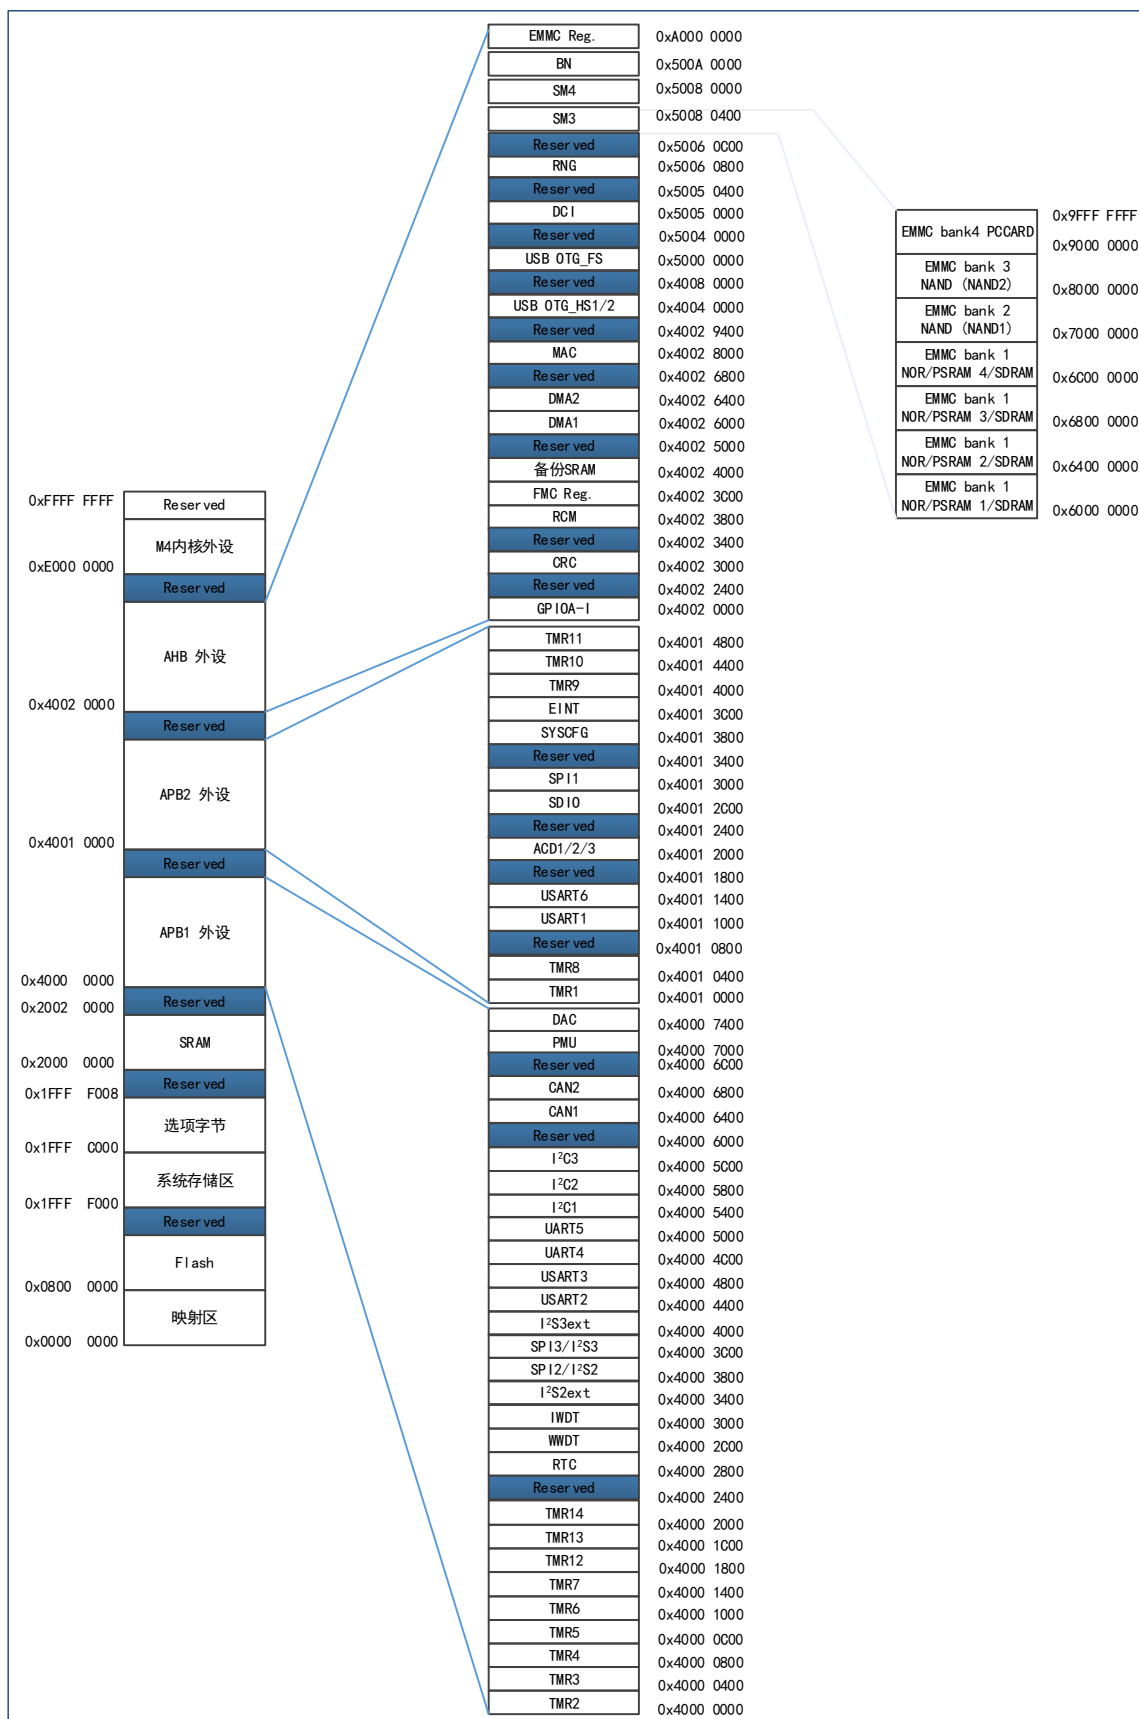 EMMC Reg. 0xA000 0000
BN 0x500A 0000
SM4 0x5008 0000
SM3 0x5008 0400
Reserved 0x5006 0C00
RNG 0x5006 0800
Reserved 0x5005 0400
DCI 0x5005 0000
Reserved 0x5004 0000
USB OTG_FS 0x5000 0000
Reserved 0x4008 0000
USB OTG_HS1/2 0x4004 0000
Reserved 0x4002 9400
MAC 0x4002 8000
Reserved 0x4002 6800
DMA2 0x4002 6400
DMA1 0x4002 6000
Reserved 0x4002 5000
备份SRAM 0x4002 4000
FMC Reg. 0x4002 3C00
RCM 0x4002 3800
Reserved 0x4002 3400
CRC 0x4002 3000
Reserved 0x4002 2400
GPIOA-I 0x4002 0000
TMR11 0x4001 4800
TMR10 0x4001 4400
TMR9 0x4001 4000
EINT 0x4001 3C00
SYSCFG 0x4001 3800
Reserved 0x4001 3400
SPI1 0x4001 3000
SDIO 0x4001 2C00
Reserved 0x4001 2400
ACD1/2/3 0x4001 2000
Reserved 0x4001 1800
USART6 0x4001 1400
USART1 0x4001 1000
Reserved 0x4001 0800
TMR8 0x4001 0400
TMR1 0x4001 0000
DAC 0x4000 7400
PMU 0x4000 7000
Reserved 0x4000 6C00
CAN2 0x4000 6800
CAN1 0x4000 6400
Reserved 0x4000 6000
I²C3 0x4000 5C00
I²C2 0x4000 5800
I²C1 0x4000 5400
UART5 0x4000 5000
UART4 0x4000 4C00
USART3 0x4000 4800
USART2 0x4000 4400
I²S3ext 0x4000 4000
SPI3/I²S3 0x4000 3C00
SPI2/I²S2 0x4000 3800
I²S2ext 0x4000 3400
IWDT 0x4000 3000
WWDT 0x4000 2C00
RTC 0x4000 2800
Reserved 0x4000 2400
TMR14 0x4000 2000
TMR13 0x4000 1C00
TMR12 0x4000 1800
TMR7 0x4000 1400
TMR6 0x4000 1000
TMR5 0x4000 0C00
TMR4 0x4000 0800
TMR3 0x4000 0400
TMR2 0x4000 0000
0xFFFF FFFF
Reserved
M4内核外设
0xE000 0000
Reserved
AHB 外设
0x4002 0000
Reserved
APB2 外设
0x4001 0000
Reserved
APB1 外设
0x4000 0000
Reserved
0x2002 0000
SRAM
0x2000 0000
Reserved
0x1FFF F008
选项字节
0x1FFF C000
系统存储区
0x1FFF F000
Reserved
Flash
0x0800 0000
映射区
0x0000 0000
0x9FFF FFFF
EMMC bank4 PCCARD
0x9000 0000
EMMC bank 3
NAND (NAND2)
0x8000 0000
EMMC bank 2
NAND (NAND1)
0x7000 0000
EMMC bank 1
NOR/PSRAM 4/SDRAM
0x6C00 0000
EMMC bank 1
NOR/PSRAM 3/SDRAM
0x6800 0000
EMMC bank 1
NOR/PSRAM 2/SDRAM
0x6400 0000
EMMC bank 1
NOR/PSRAM 1/SDRAM
0x6000 0000